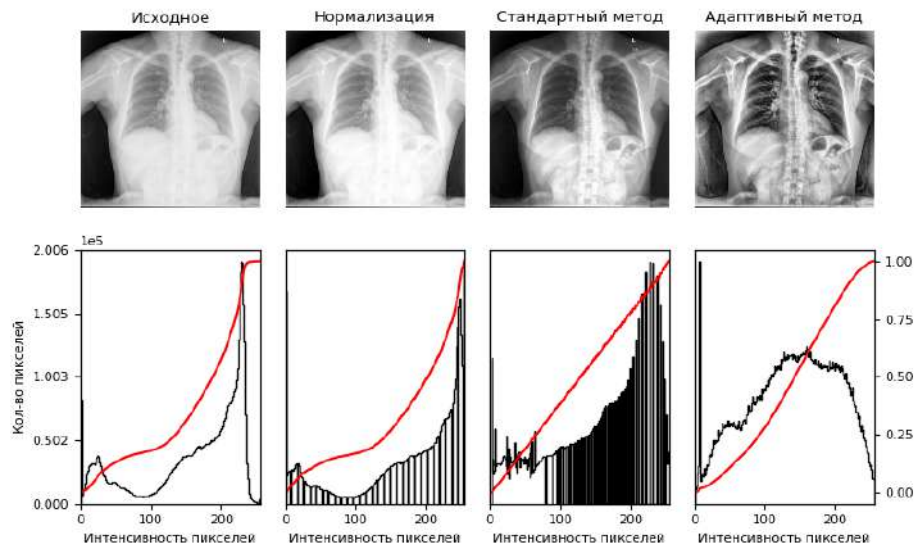 Исходное
Нормализация
Стандартный метод
Адаптивный метод
1e5
2.006
1.505
1.003
0.502
0.000
Кол-во пикселей
1.00
0.75
0.50
0.25
0.00
0 100 200
0 100 200
0 100 200
0 100 200
Интенсивность пикселей
Интенсивность пикселей
Интенсивность пикселей
Интенсивность пикселей